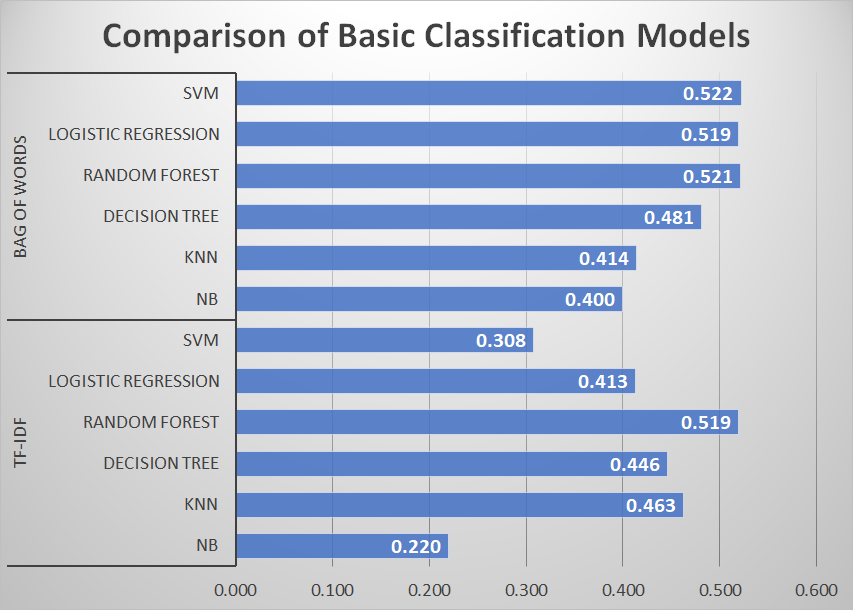 Comparison of Basic Classification Models
BAG OF WORDS
SVM 0.522
LOGISTIC REGRESSION 0.519
RANDOM FOREST 0.521
DECISION TREE 0.481
KNN 0.414
NB 0.400
TF-IDF
SVM 0.308
LOGISTIC REGRESSION 0.413
RANDOM FOREST 0.519
DECISION TREE 0.446
KNN 0.463
NB 0.220
0.000 0.100 0.200 0.300 0.400 0.500 0.600